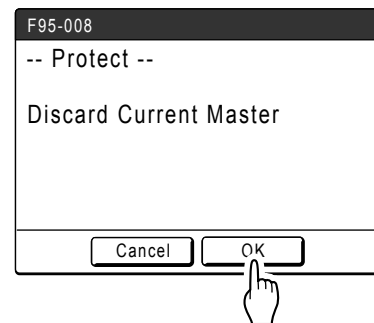 F95-008
-- Protect --
Discard Current Master
Cancel
OK